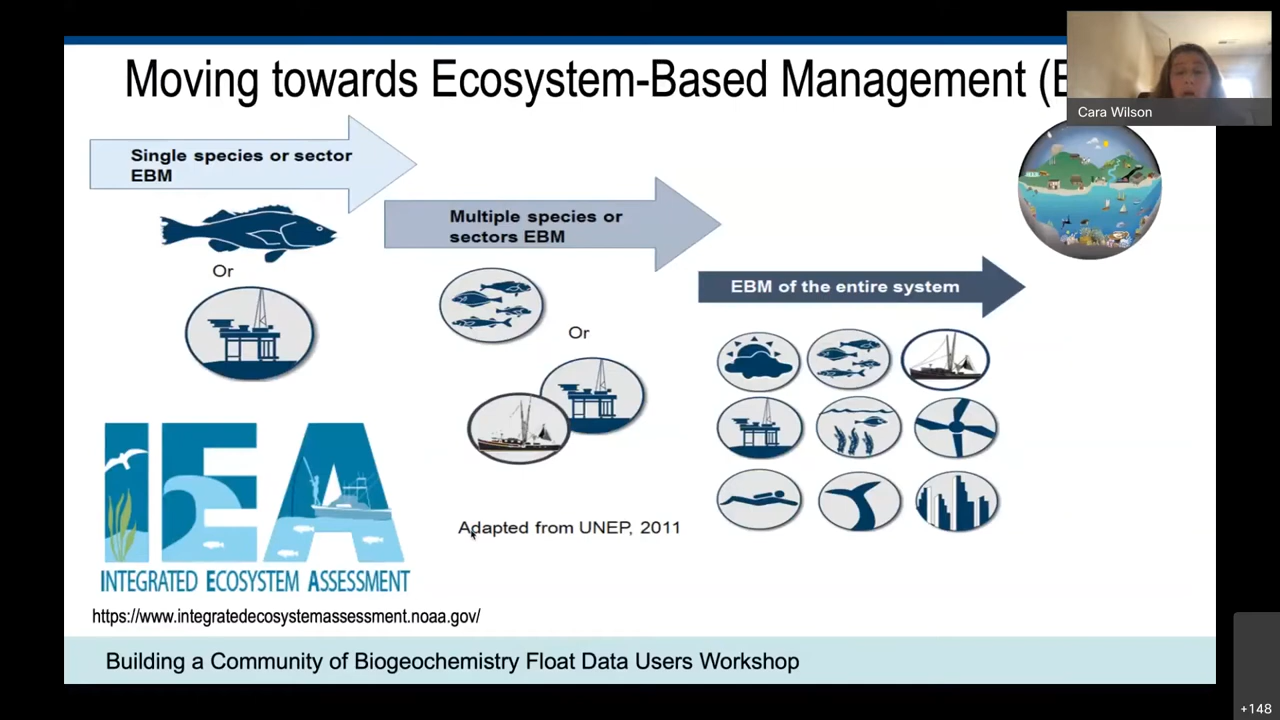 Moving towards Ecosystem-Based Management (E
Cara Wilson
Single species or sector
EBM
Or
Multiple species or
sectors EBM
Or
EBM of the entire system
IEA
INTEGRATED ECOSYSTEM ASSESSMENT
Adapted from UNEP, 2011
https://www.integratedecosystemassessment.noaa.gov/
Building a Community of Biogeochemistry Float Data Users Workshop
+148